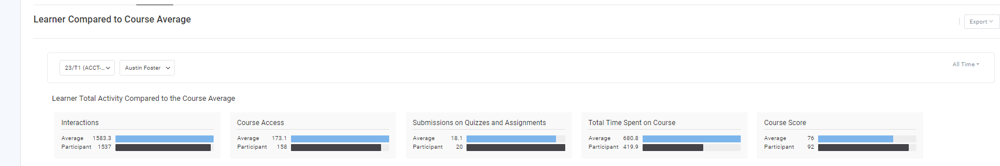 Learner Compared to Course Average
Export
23/T1 (ACCT-... Austin Foster All Time
Learner Total Activity Compared to the Course Average
Interactions Course Access Submissions on Quizzes and Assignments Total Time Spent on Course Course Score
Average 1583.3 Average 173.1 Average 18.1 Average 680.8 Average 76
Participant 1537 Participant 158 Participant 20 Participant 419.9 Participant 92